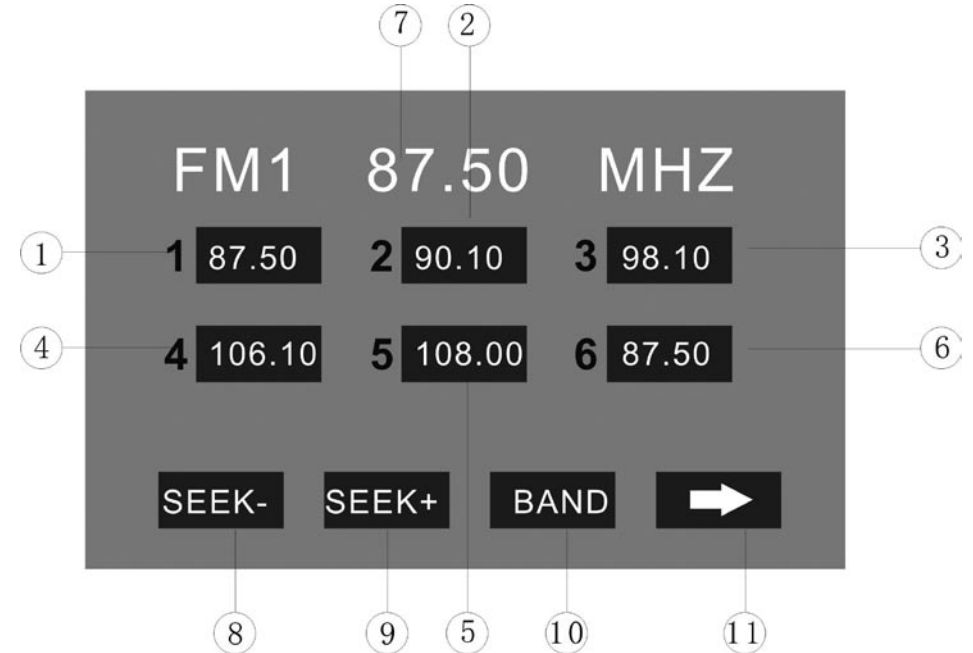 ⑦ ②
FM1 87.50 MHZ
① 1 87.50 2 90.10 3 98.10 ③
④ 4 106.10 5 108.00 6 87.50 ⑥
SEEK- SEEK+ BAND
⑧ ⑨ ⑤ ⑩ ⑪